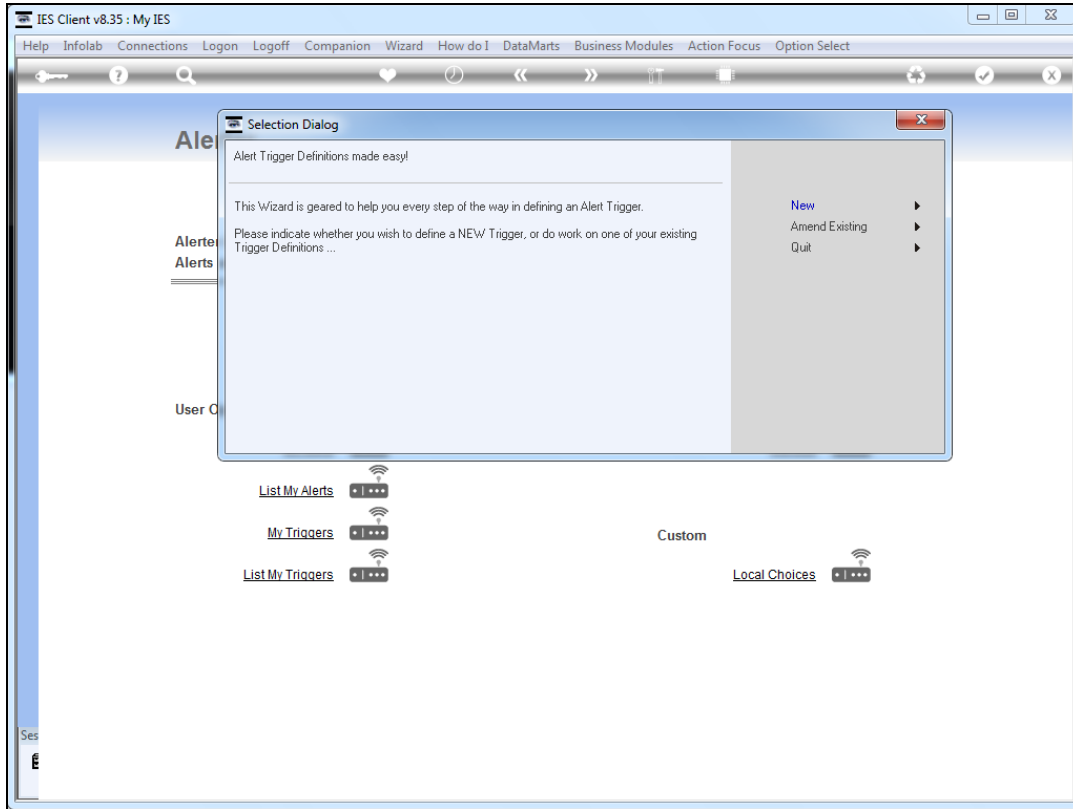 IES Client v8.35 : My IES
Help Infolab Connections Logon Logoff Companion Wizard How do I DataMarts Business Modules Action Focus Option Select
Selection Dialog
Alert Trigger Definitions made easy!
This Wizard is geared to help you every step of the way in defining an Alert Trigger.
Please indicate whether you wish to define a NEW Trigger, or do work on one of your existing
Trigger Definitions ...
New
Amend Existing
Quit
Alerts
List My Alerts
My Triggers
List My Triggers
Custom
Local Choices